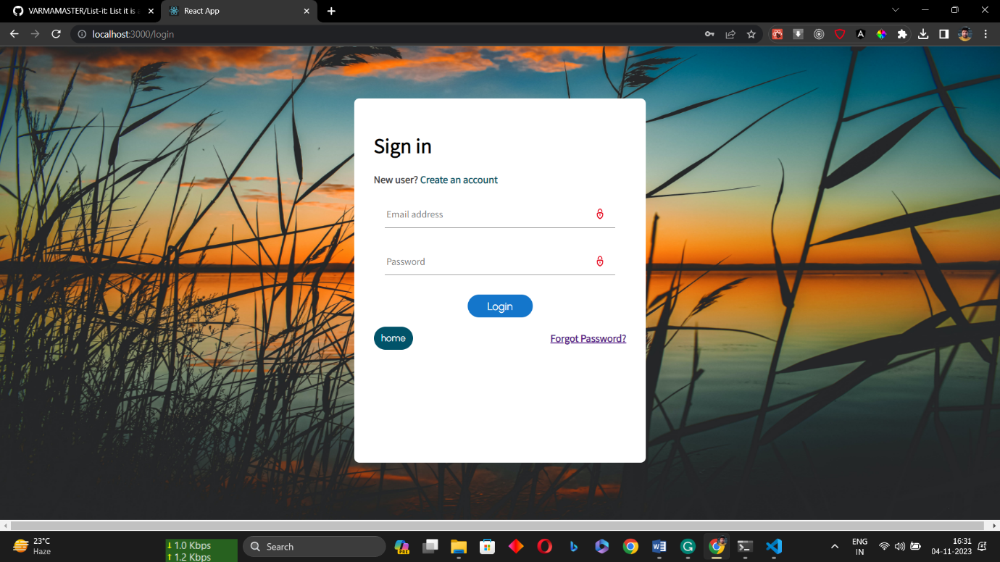 VARMAMASTER/List-it: List it is a
React App
localhost:3000/login
Sign in
New user? Create an account
Email address
Password
Login
home
Forgot Password?
23°C
Haze
1.0 Kbps
1.2 Kbps
Search
PRE
ENG
IN
16:31
04-11-2023